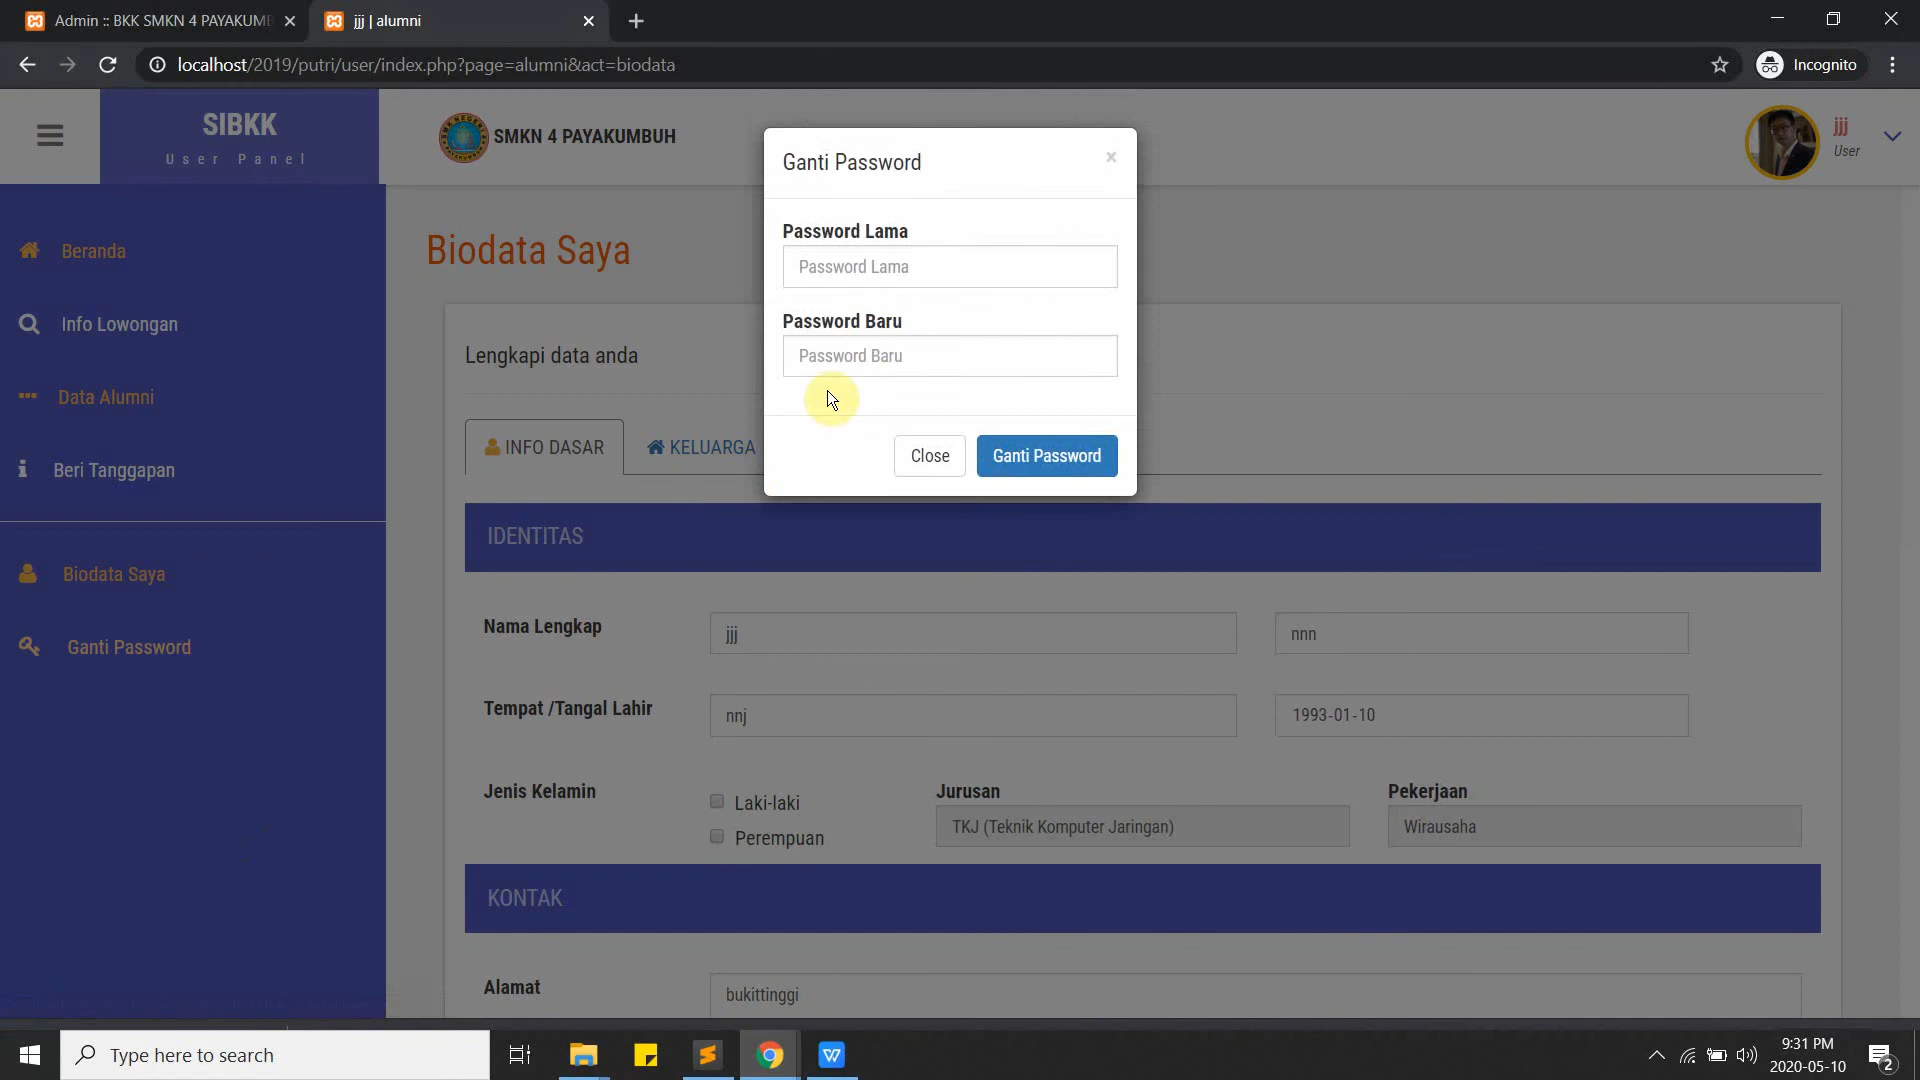 Admin :: BKK SMKN 4 PAYAKUMB
jjj | alumni
localhost/2019/putri/user/index.php?page=alumni&act=biodata
Incognito
SIBKK
User Panel
SMKN 4 PAYAKUMBUH
jjj
User
Ganti Password
×
Password Lama
Password Lama
Password Baru
Password Baru
Close
Ganti Password
Beranda
Info Lowongan
Data Alumni
Beri Tanggapan
Biodata Saya
Ganti Password
Biodata Saya
Lengkapi data anda
INFO DASAR
KELUARGA
IDENTITAS
Nama Lengkap
jjj
nnn
Tempat /Tangal Lahir
nnj
1993-01-10
Jenis Kelamin
Laki-laki
Perempuan
Jurusan
TKJ (Teknik Komputer Jaringan)
Pekerjaan
Wirausaha
KONTAK
Alamat
bukittinggi
Type here to search
9:31 PM
2020-05-10
2